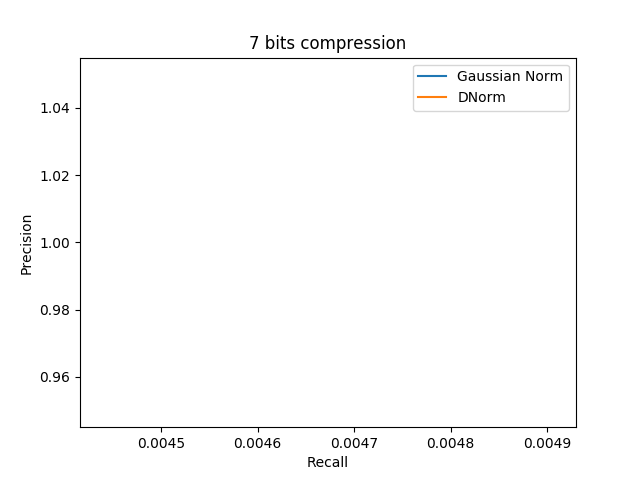 7 bits compression
Gaussian Norm
DNorm
1.04
1.02
1.00
0.98
0.96
Precision
0.0045 0.0046 0.0047 0.0048 0.0049
Recall